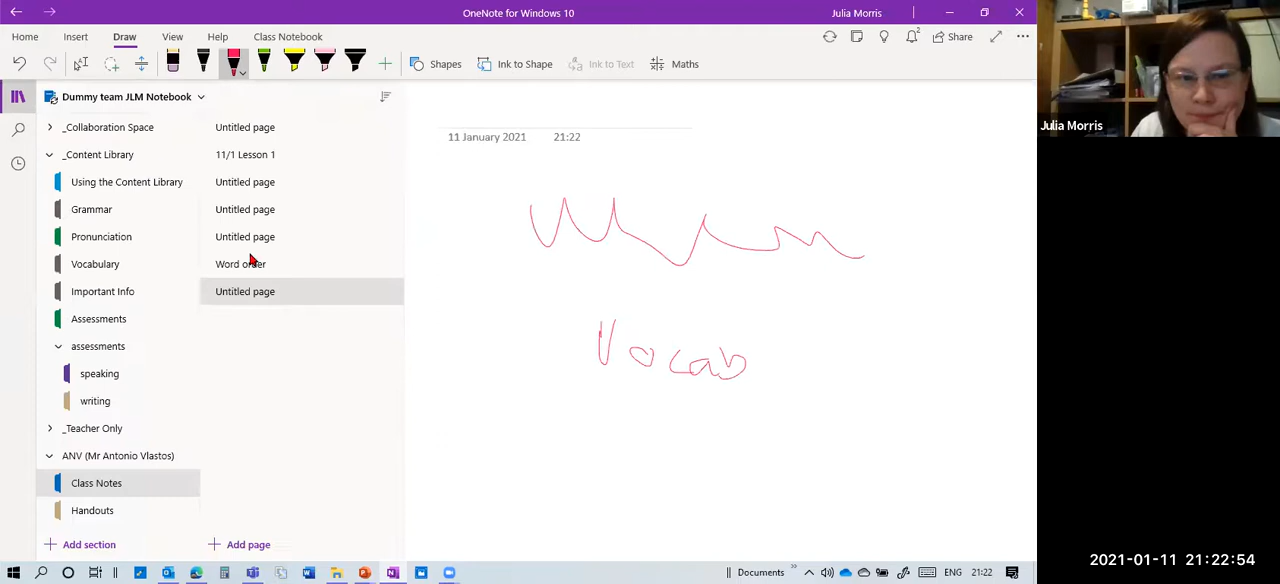 OneNote for Windows 10
Julia Morris
Home Insert Draw View Help Class Notebook
Share
Shapes Ink to Shape Ink to Text Maths
Dummy team JLM Notebook
_Collaboration Space
_Content Library
Using the Content Library
Grammar
Pronunciation
Vocabulary
Important Info
Assessments
assessments
speaking
writing
_Teacher Only
ANV (Mr Antonio Vlastos)
Class Notes
Handouts
Add section
Untitled page
11/1 Lesson 1
Untitled page
Untitled page
Untitled page
Word order
Untitled page
Add page
11 January 2021 21:22
Vocab
Julia Morris
2021-01-11 21:22:54
Documents
ENG 21:22